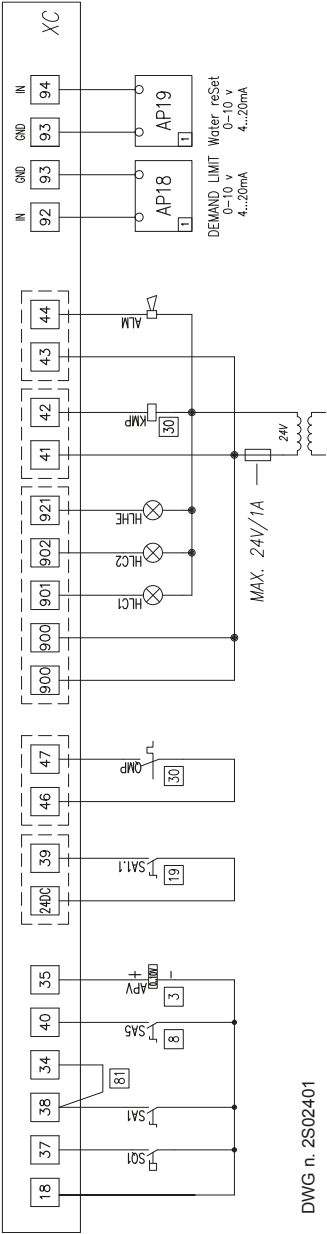 XC
18
37
38
34
40
35
24DC
39
46
47
900
900
901
902
921
41
42
43
44
IN
GND
GND
IN
92
93
93
94
SQ1
SA1
81
SA5
8
+
APV
0.10V
−
3
SA1.1
19
QMP
30
HLC1
HLC2
HLHE
KMP
30
ALM
MAX. 24V/1A
24V
AP18
1
AP19
1
DEMAND LIMIT
0−10 v
4...20mA
Water reSet
0−10 v
4...20mA
DWG n. 2S02401